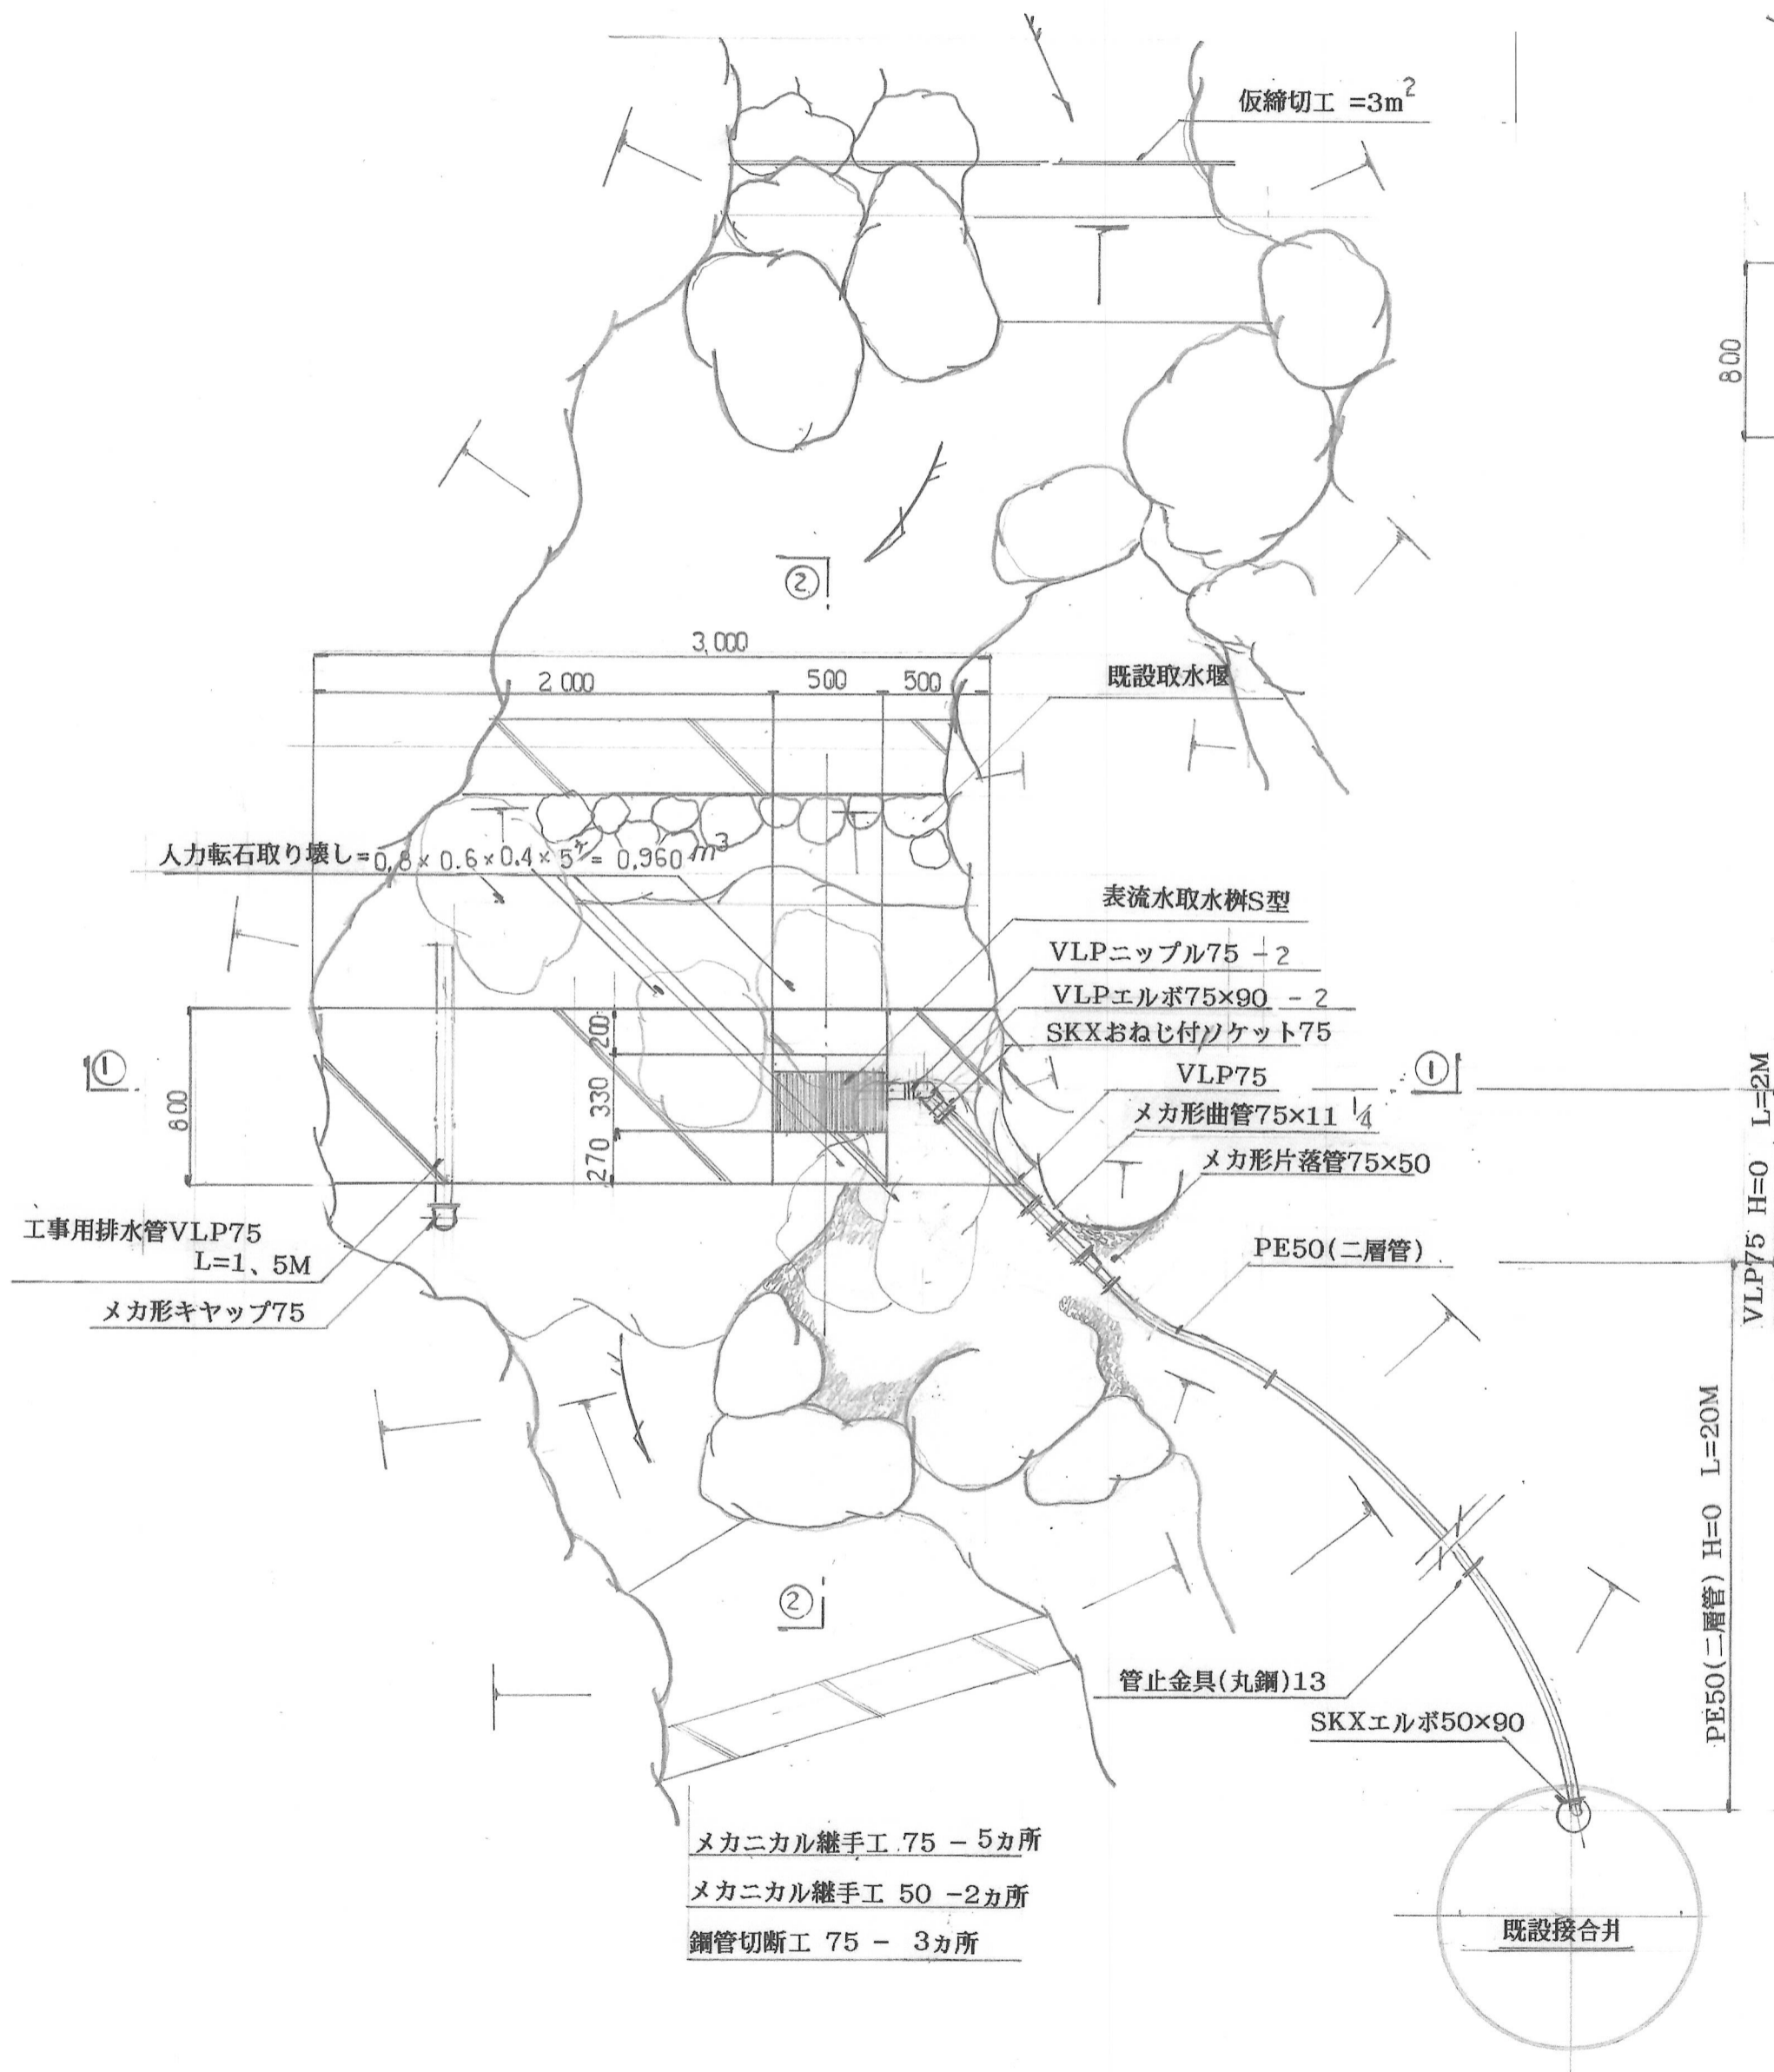 仮締切工 =3m²
800
②
3,000
2 000
500
500
既設取水堰
人力転石取り壊し=0.8×0.6×0.4×5ヶ= 0.960 m³
表流水取水桝S型
VLPニップル75 -2
VLPエルボ75×90 -2
SKXおねじ付ソケット75
①
①
VLP75
メカ形曲管75×11 ¼
メカ形片落管75×50
800
200
330
270
VLP75 H=0 L=2M
工事用排水管VLP75
L=1、5M
メカ形キヤップ75
PE50(二層管)
PE50(二層管) H=0 L=20M
②
管止金具(丸鋼)13
SKXエルボ50×90
メカニカル継手工 75 - 5カ所
メカニカル継手工 50 -2カ所
鋼管切断工 75 - 3カ所
既設接合井